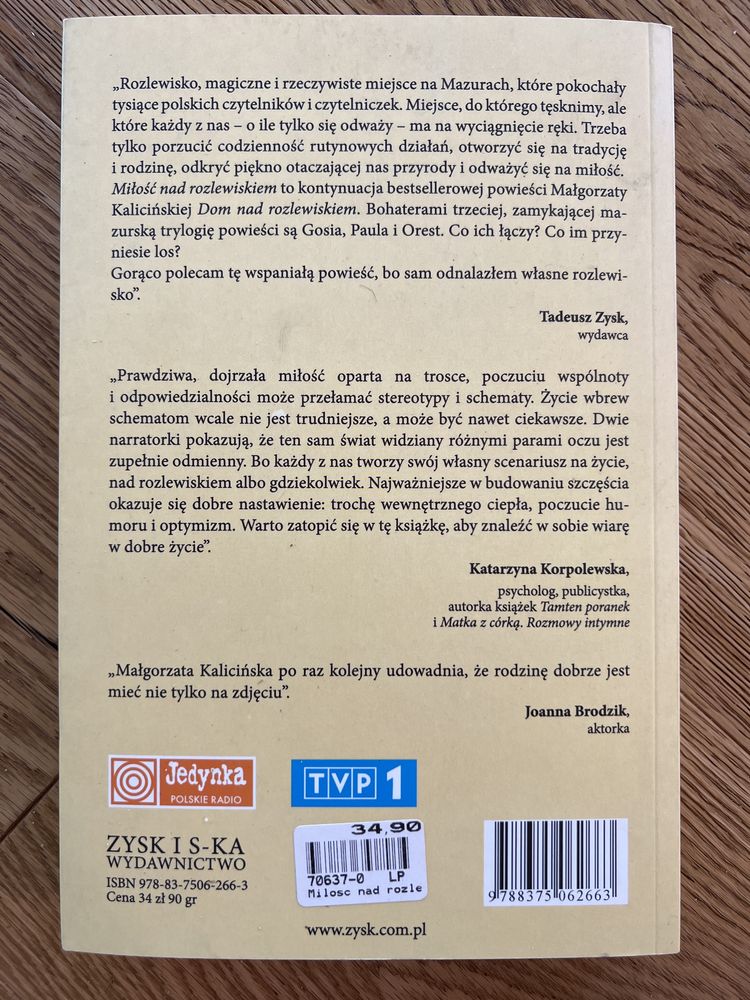 „Rozlewisko, magiczne i rzeczywiste miejsce na Mazurach, które pokochały
tysiące polskich czytelników i czytelniczek. Miejsce, do którego tęsknimy, ale
które każdy z nas – o ile tylko się odważy – ma na wyciągnięcie ręki. Trzeba
tylko porzucić codzienność rutynowych działań, otworzyć się na tradycję
i rodzinę, odkryć piękno otaczającej nas przyrody i odważyć się na miłość.
Miłość nad rozlewiskiem to kontynuacja bestsellerowej powieści Małgorzaty
Kalicińskiej Dom nad rozlewiskiem. Bohaterami trzeciej, zamykającej ma-
zurską trylogię powieści są Gosia, Paula i Orest. Co ich łączy? Co im przy-
niesie los?
Gorąco polecam tę wspaniałą powieść, bo sam odnalazłem własne rozlewi-
sko”.
Tadeusz Zysk,
wydawca
„Prawdziwa, dojrzała miłość oparta na trosce, poczuciu wspólnoty
i odpowiedzialności może przełamać stereotypy i schematy. Życie wbrew
schematom wcale nie jest trudniejsze, a może być nawet ciekawsze. Dwie
narratorki pokazują, że ten sam świat widziany różnymi parami oczu jest
zupełnie odmienny. Bo każdy z nas tworzy swój własny scenariusz na życie,
nad rozlewiskiem albo gdziekolwiek. Najważniejsze w budowaniu szczęścia
okazuje się dobre nastawienie: trochę wewnętrznego ciepła, poczucie hu-
moru i optymizm. Warto zatopić się w tę książkę, aby znaleźć w sobie wiarę
w dobre życie”.
Katarzyna Korpolewska,
psycholog, publicystka,
autorka książek Tamten poranek
i Matka z córką. Rozmowy intymne
„Małgorzata Kalicińska po raz kolejny udowadnia, że rodzinę dobrze jest
mieć nie tylko na zdjęciu”.
Joanna Brodzik,
aktorka
Jedynka
POLSKIE RADIO
TVP 1
ZYSK I S-KA
WYDAWNICTWO
ISBN 978-83-7506-266-3
Cena 34 zł 90 gr
34,90
70637-0 LP
Milosc nad rozle
9 788375 062663
www.zysk.com.pl